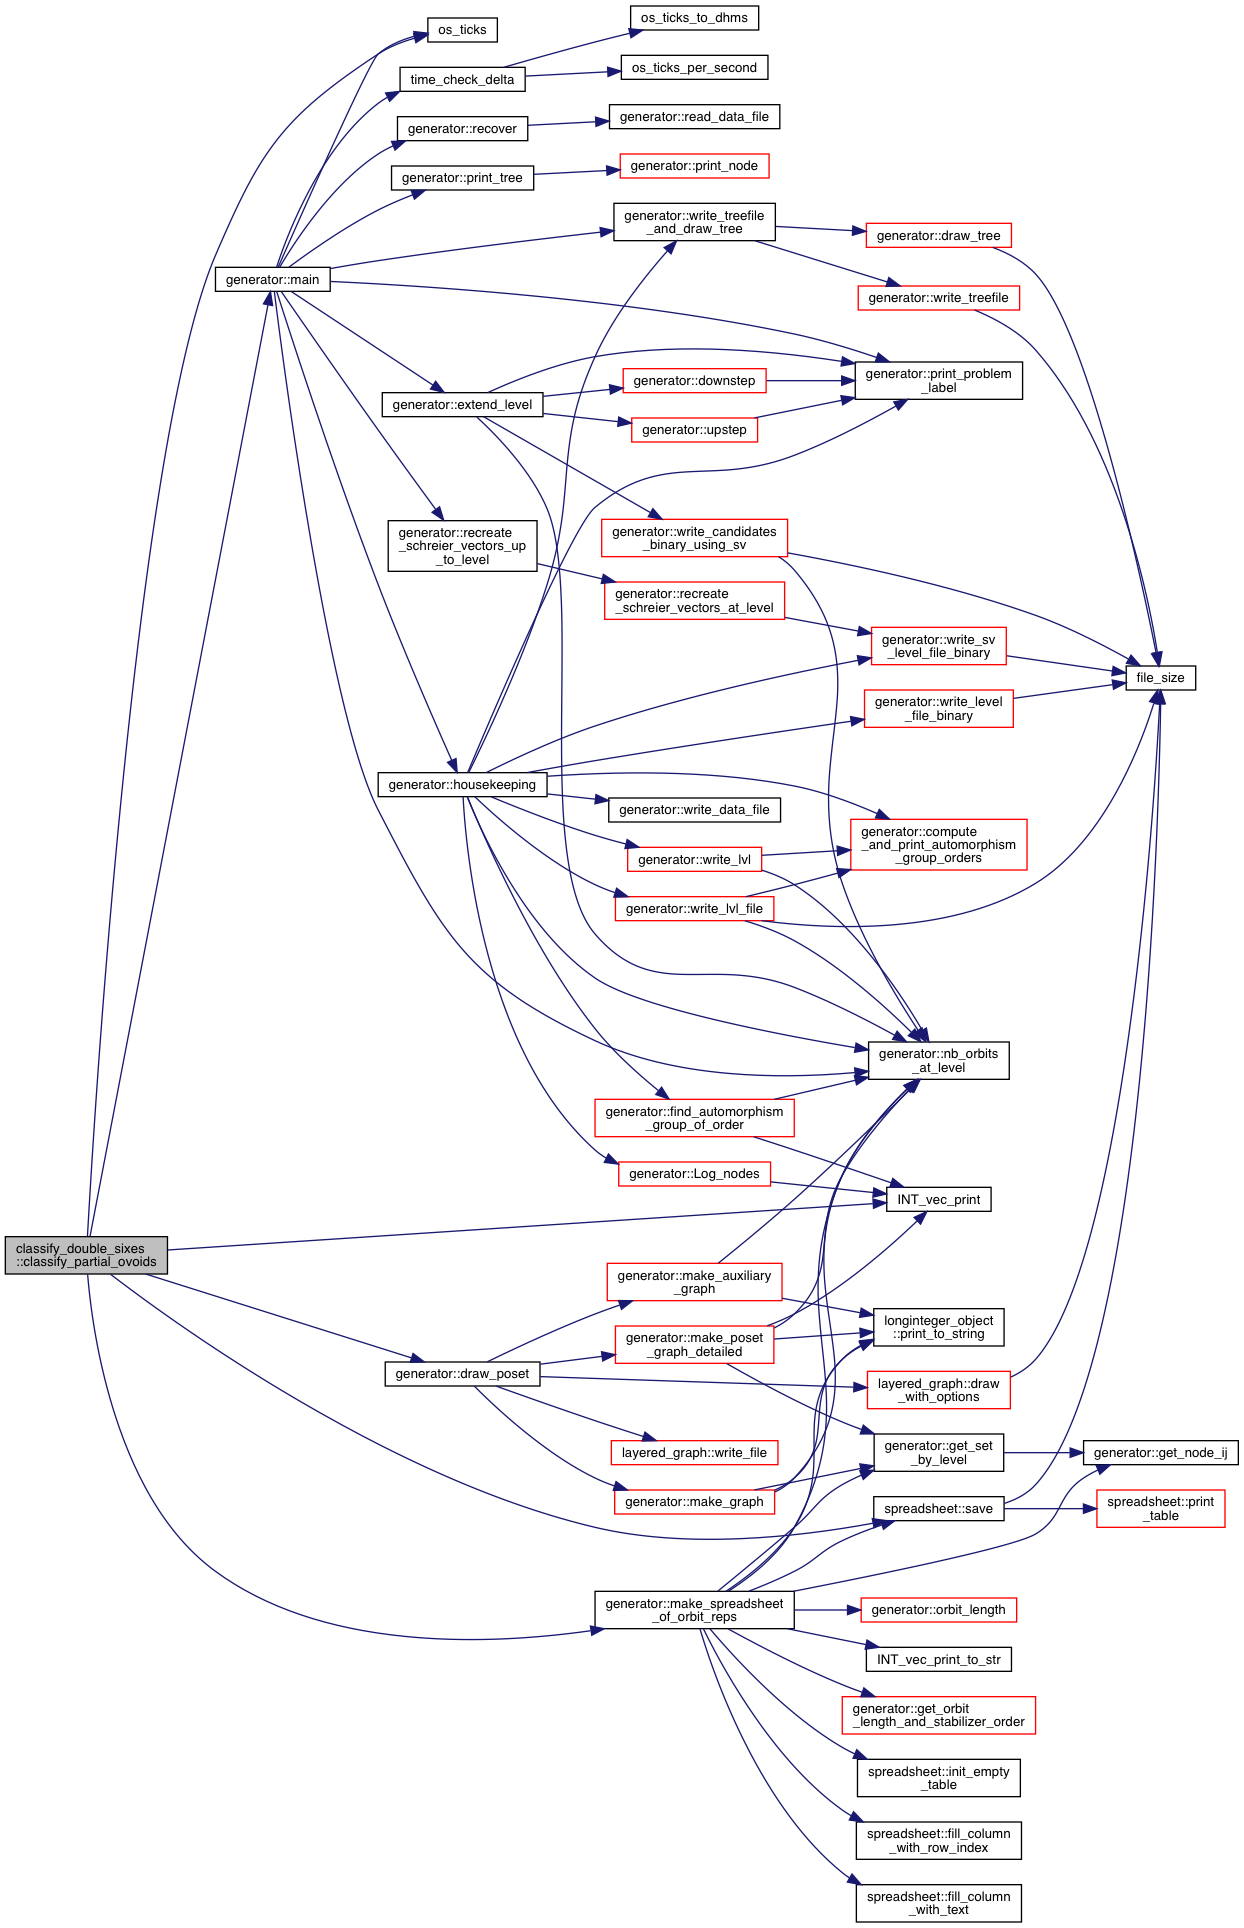 os_ticks_to_dhms
os_ticks
os_ticks_per_second
time_check_delta
generator::read_data_file
generator::recover
generator::print_node
generator::print_tree
generator::write_treefile
_and_draw_tree
generator::draw_tree
generator::main
generator::write_treefile
generator::print_problem
_label
generator::downstep
generator::extend_level
generator::upstep
generator::recreate
_schreier_vectors_up
_to_level
generator::write_candidates
_binary_using_sv
generator::recreate
_schreier_vectors_at_level
generator::write_sv
_level_file_binary
file_size
generator::write_level
_file_binary
generator::housekeeping
generator::write_data_file
generator::compute
_and_print_automorphism
_group_orders
generator::write_lvl
generator::write_lvl_file
generator::nb_orbits
_at_level
generator::find_automorphism
_group_of_order
generator::Log_nodes
INT_vec_print
classify_double_sixes
::classify_partial_ovoids
generator::make_auxiliary
_graph
longinteger_object
::print_to_string
generator::make_poset
_graph_detailed
generator::draw_poset
layered_graph::draw
_with_options
layered_graph::write_file
generator::get_set
_by_level
generator::get_node_ij
generator::make_graph
spreadsheet::save
spreadsheet::print
_table
generator::make_spreadsheet
_of_orbit_reps
generator::orbit_length
INT_vec_print_to_str
generator::get_orbit
_length_and_stabilizer_order
spreadsheet::init_empty
_table
spreadsheet::fill_column
_with_row_index
spreadsheet::fill_column
_with_text